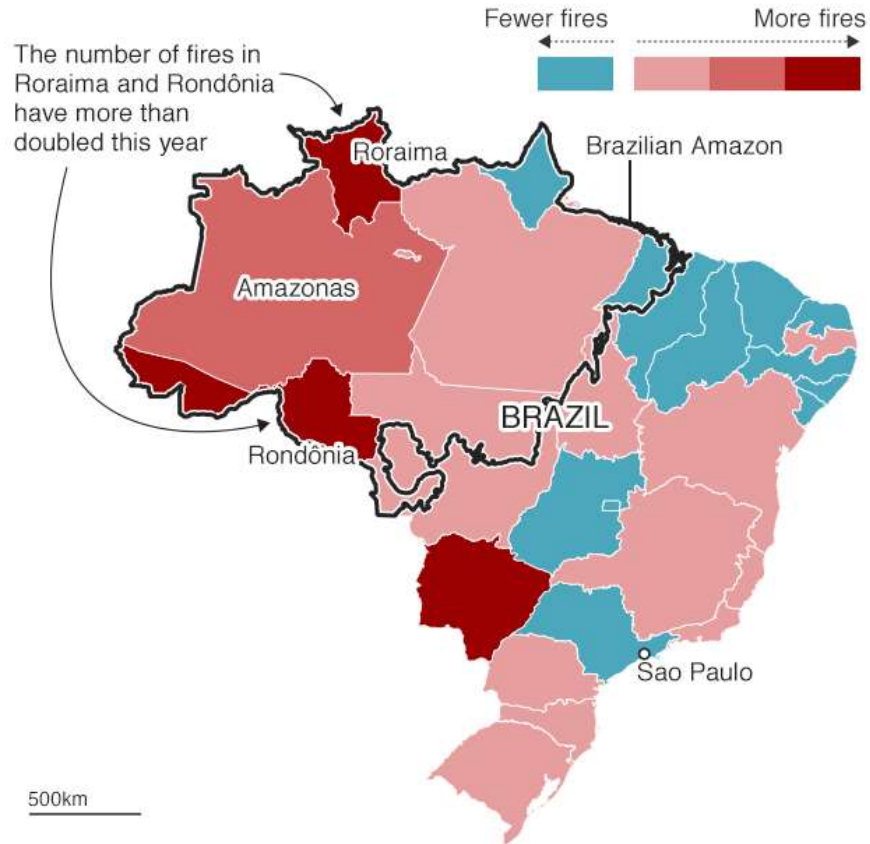 Fewer fires
More fires
The number of fires in
Roraima and Rondônia
have more than
doubled this year
Roraima
Brazilian Amazon
Amazonas
BRAZIL
Rondônia
Sao Paulo
500km